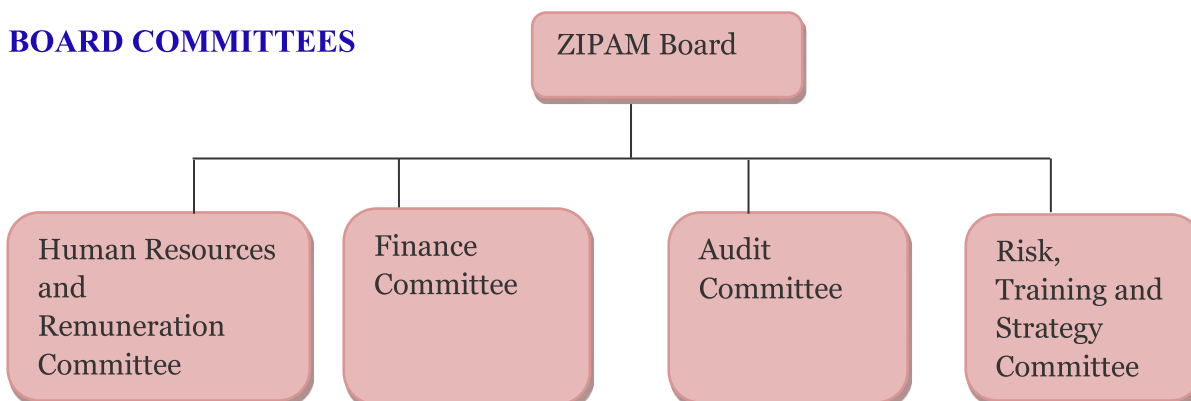 BOARD COMMITTEES
ZIPAM Board
Human Resources
and
Remuneration
Committee
Finance
Committee
Audit
Committee
Risk,
Training and
Strategy
Committee